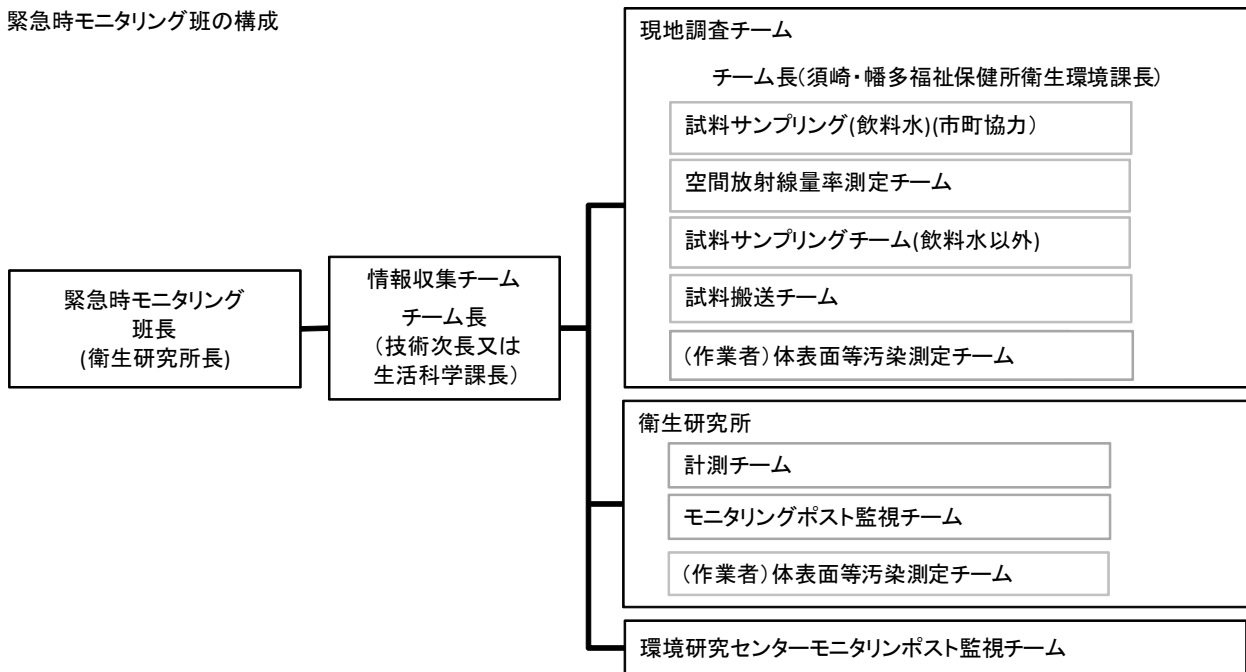 緊急時モニタリング班の構成
緊急時モニタリング
班長
(衛生研究所長)
情報収集チーム
チーム長
（技術次長又は
生活科学課長）
現地調査チーム
チーム長（須崎・幡多福祉保健所衛生環境課長）
試料サンプリング(飲料水)(市町協力）
空間放射線量率測定チーム
試料サンプリングチーム(飲料水以外)
試料搬送チーム
（作業者）体表面等汚染測定チーム
衛生研究所
計測チーム
モニタリングポスト監視チーム
（作業者）体表面等汚染測定チーム
環境研究センターモニタリンポスト監視チーム